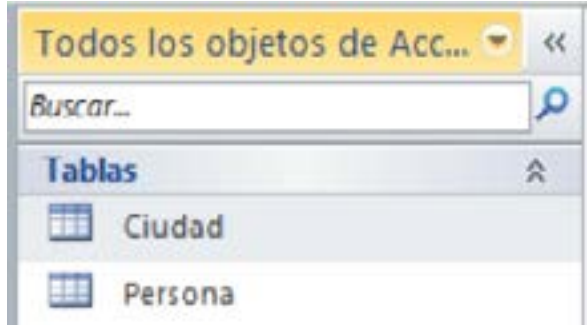 Todos los objetos de Acc...
Buscar...
Tablas
Ciudad
Persona